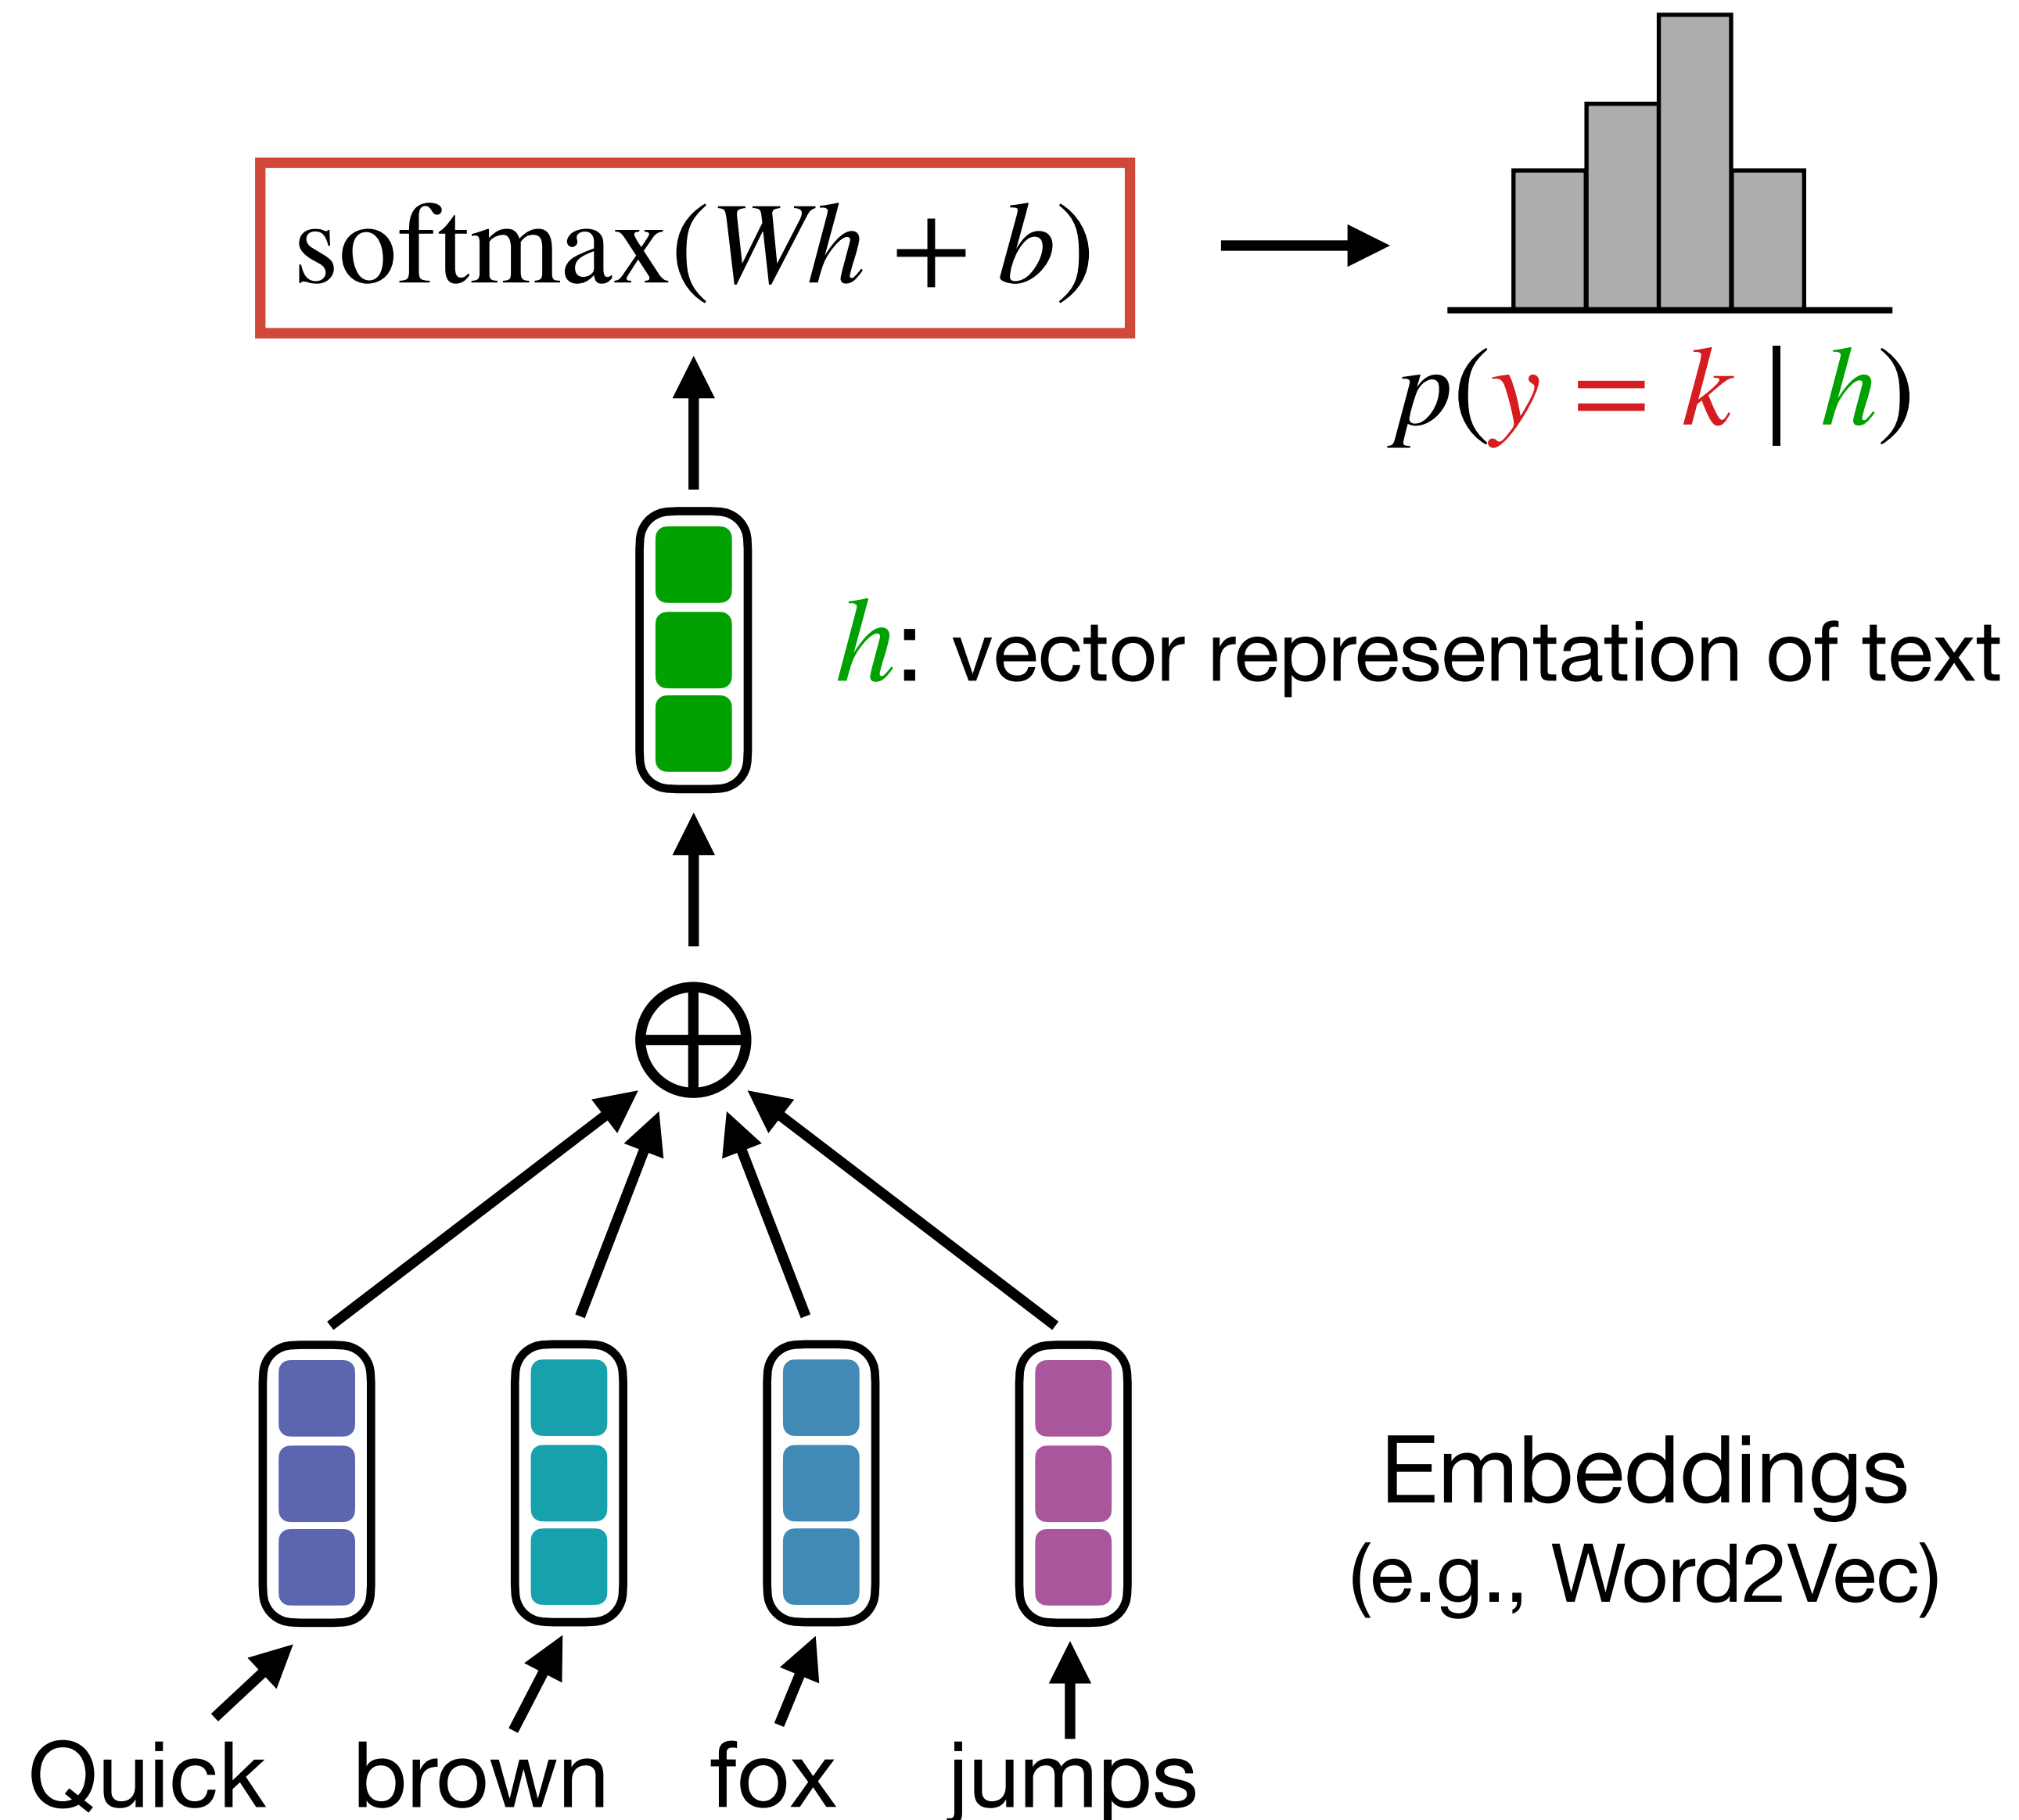 softmax(Wh + b)
p(y = k | h)
h: vector representation of text
Embeddings
(e.g., Word2Vec)
Quick brown fox jumps